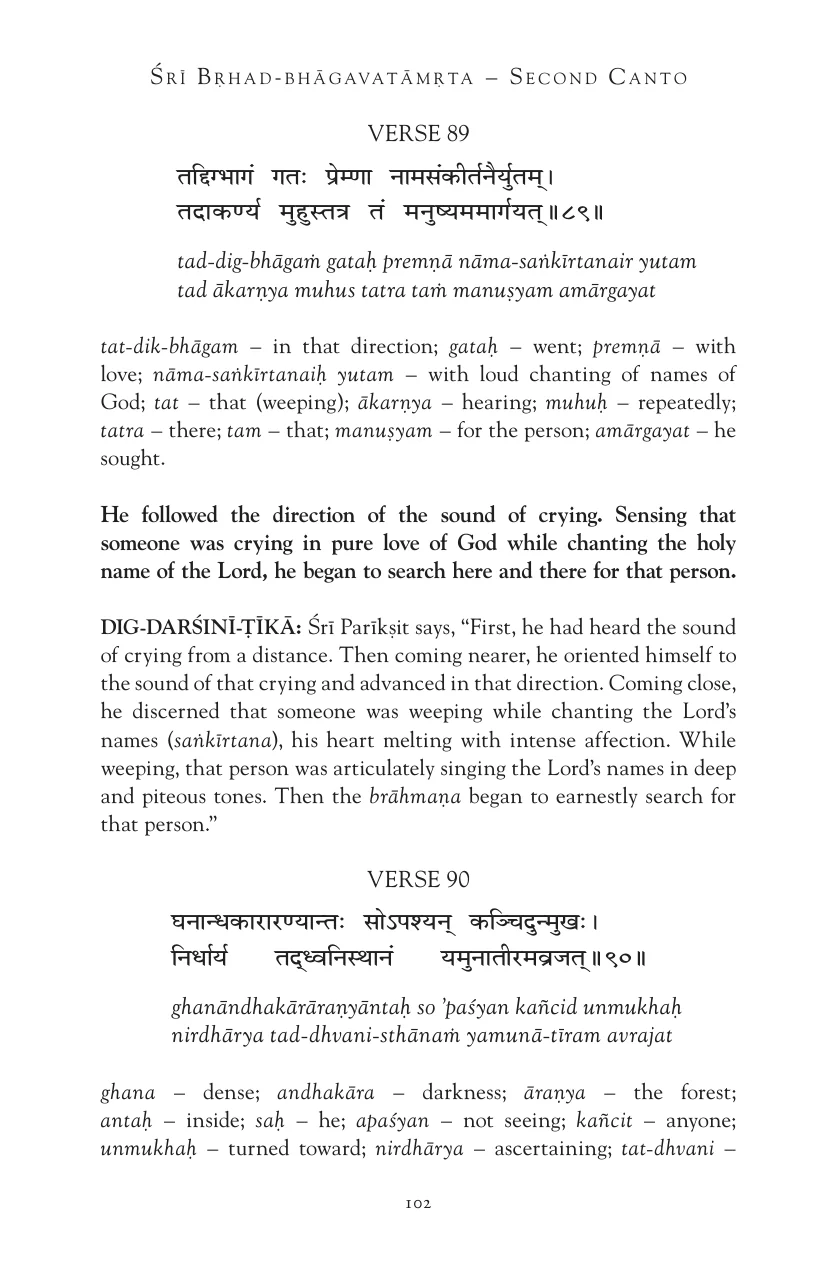 Śrī Bṛhad-bhāgavatāmṛta – Second Canto
VERSE 89
तद्दिग्भागं गतः प्रेम्णा नामसंकीर्तनैर्युतम्।
तदाकर्ण्य मुहुस्तत्र तं मनुष्यममार्गयत्॥८९॥
tad-dig-bhāgaṁ gataḥ premṇā nāma-saṅkīrtanair yutam
tad ākarṇya muhus tatra taṁ manuṣyam amārgayat
tat-dik-bhāgam – in that direction; gataḥ – went; premṇā – with
love; nāma-saṅkīrtanaiḥ yutam – with loud chanting of names of
God; tat – that (weeping); ākarṇya – hearing; muhuḥ – repeatedly;
tatra – there; tam – that; manuṣyam – for the person; amārgayat – he
sought.
He followed the direction of the sound of crying. Sensing that
someone was crying in pure love of God while chanting the holy
name of the Lord, he began to search here and there for that person.
DIG-DARŚINĪ-ṬĪKĀ: Śrī Parīkṣit says, “First, he had heard the sound
of crying from a distance. Then coming nearer, he oriented himself to
the sound of that crying and advanced in that direction. Coming close,
he discerned that someone was weeping while chanting the Lord’s
names (saṅkīrtana), his heart melting with intense affection. While
weeping, that person was articulately singing the Lord’s names in deep
and piteous tones. Then the brāhmaṇa began to earnestly search for
that person.”
VERSE 90
घनान्धकारारण्यान्तः सोऽपश्यन् कञ्चिदुन्मुखः।
निर्धार्य तद्ध्वनिस्थानं यमुनातीरमव्रजत्॥९०॥
ghanāndhakārāraṇyāntaḥ so ’paśyan kañcid unmukhaḥ
nirdhārya tad-dhvani-sthānaṁ yamunā-tīram avrajat
ghana – dense; andhakāra – darkness; āraṇya – the forest;
antaḥ – inside; saḥ – he; apaśyan – not seeing; kañcit – anyone;
unmukhaḥ – turned toward; nirdhārya – ascertaining; tat-dhvani –
102